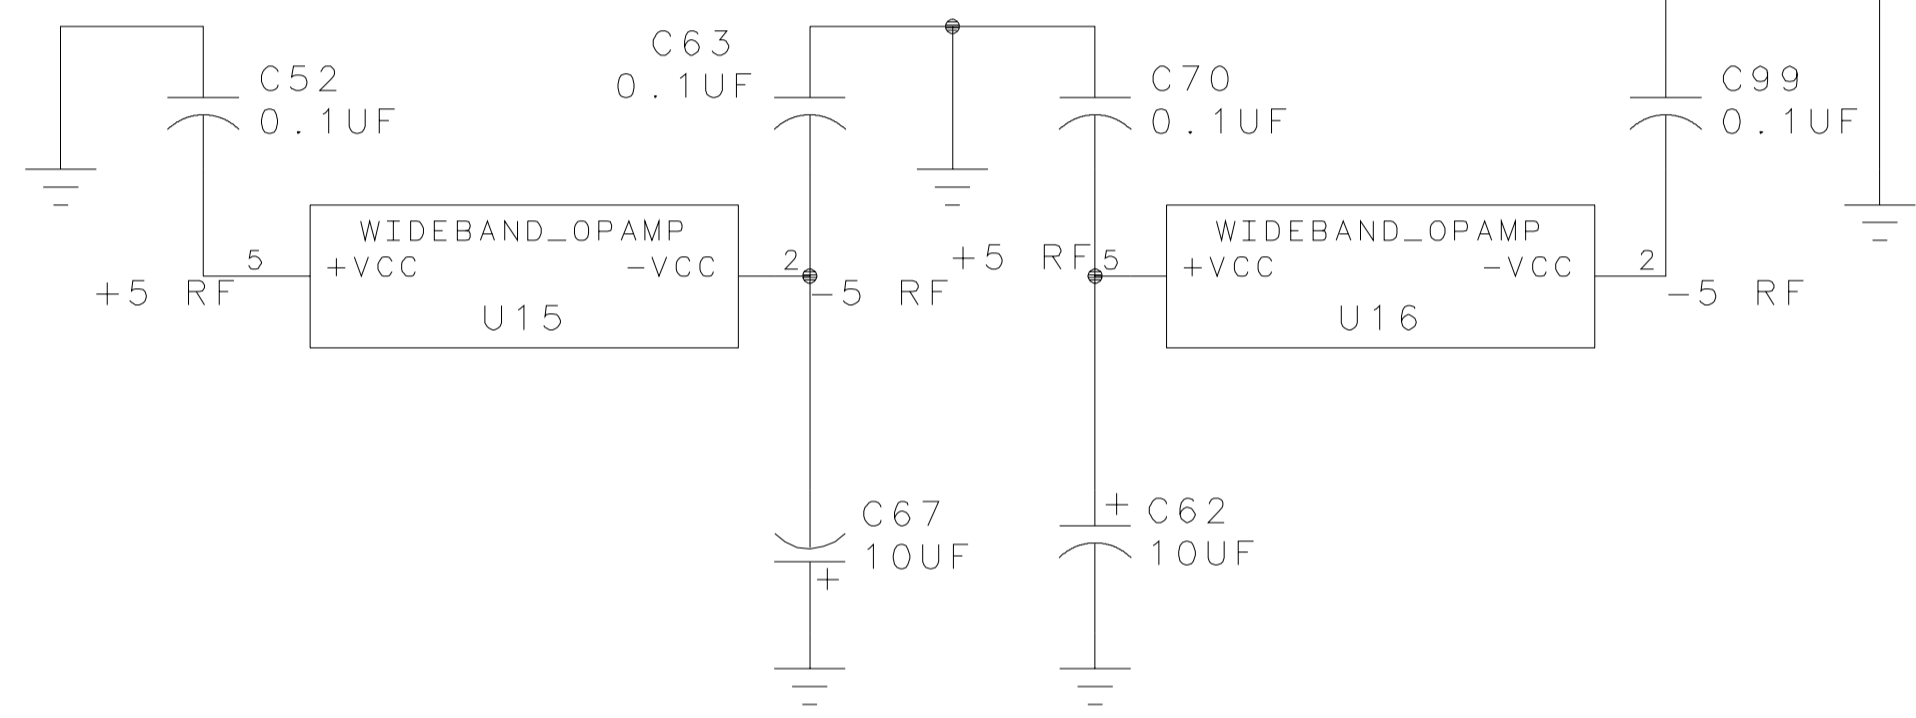 C52
0.1UF
C63
0.1UF
C70
0.1UF
C99
0.1UF
WIDEBAND_OPAMP
5
+VCC
-VCC
2
+5 RF
-5 RF
U15
+5 RF
5
WIDEBAND_OPAMP
+VCC
-VCC
2
-5 RF
U16
C67
10UF
+
+
C62
10UF